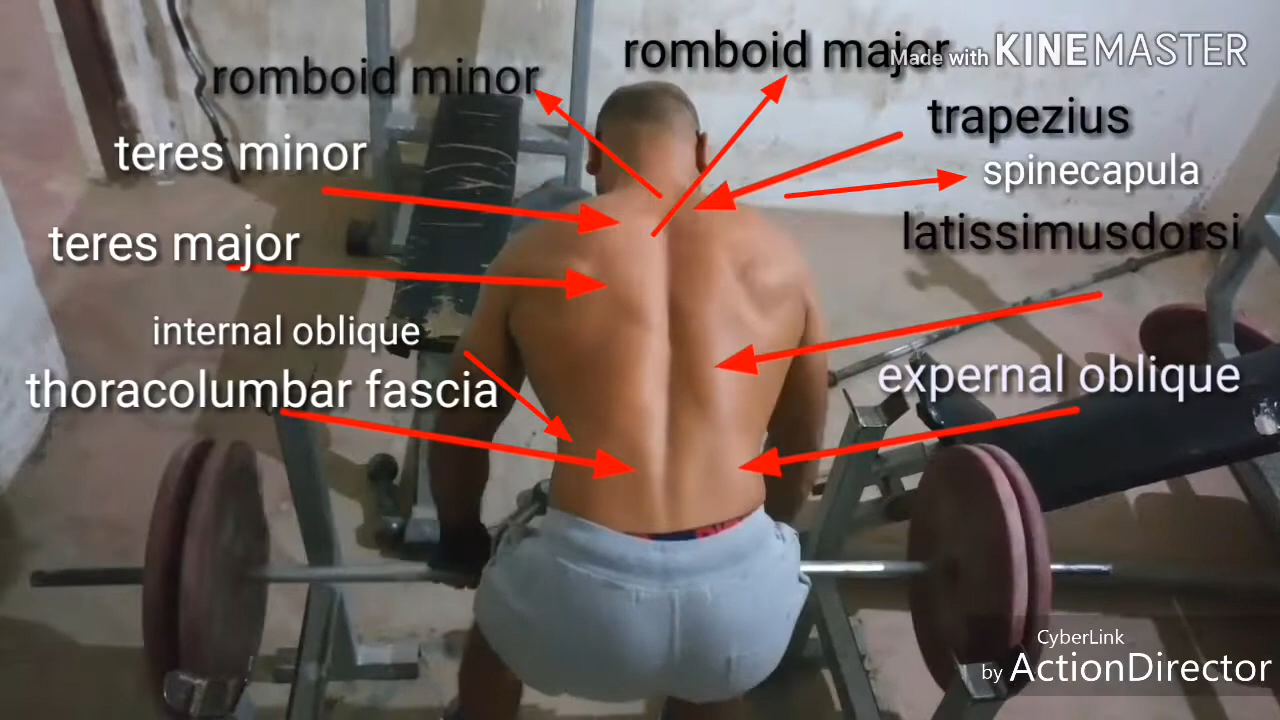 romboid minor
romboid major
Made with KINEMASTER
teres minor
trapezius
spinecapula
teres major
latissimusdorsi
internal oblique
thoracolumbar fascia
expernal oblique
CyberLink
by ActionDirector